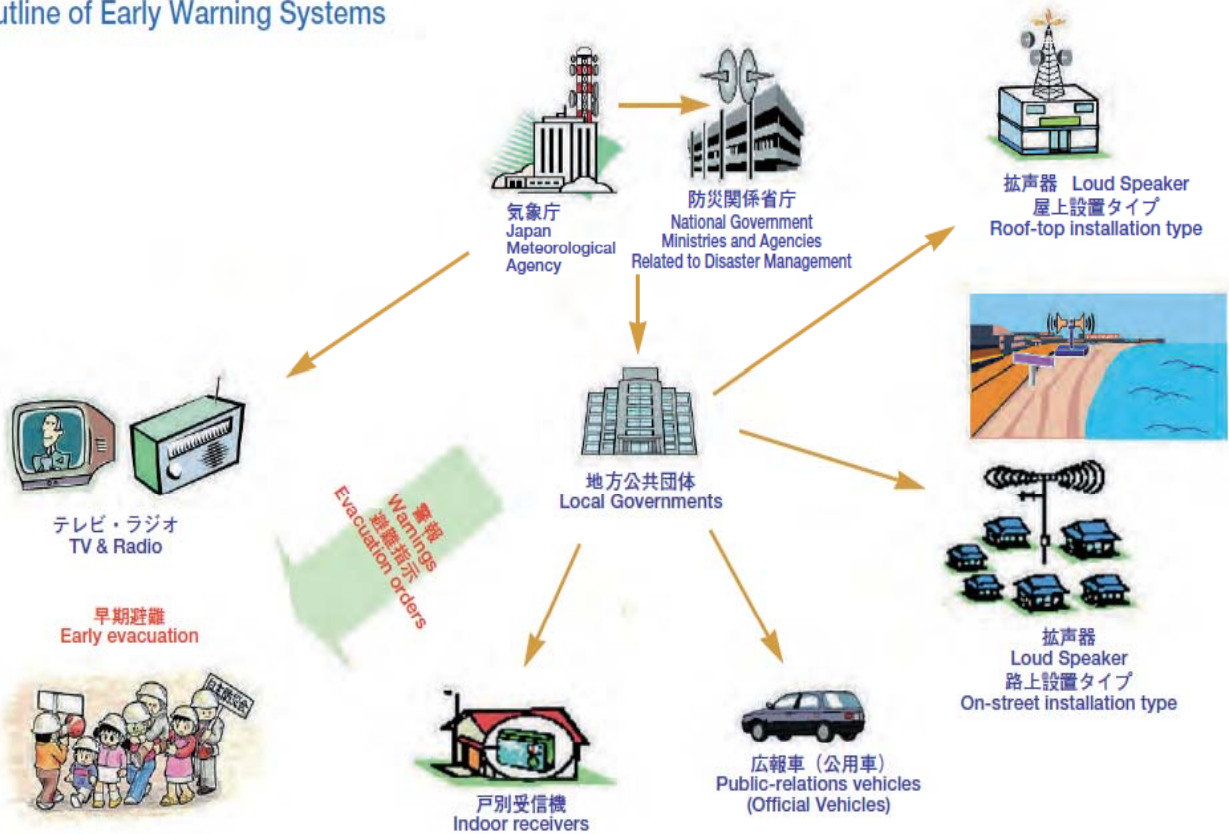 utline of Early Warning Systems
気象庁
Japan
Meteorological
Agency
防災関係省庁
National Government
Ministries and Agencies
Related to Disaster Management
拡声器 Loud Speaker
屋上設置タイプ
Roof-top installation type
地方公共団体
Local Governments
テレビ・ラジオ
TV & Radio
警報
Warnings
避難指示
Evacuation orders
早期避難
Early evacuation
拡声器
Loud Speaker
路上設置タイプ
On-street installation type
戸別受信機
Indoor receivers
広報車（公用車）
Public-relations vehicles
(Official Vehicles)